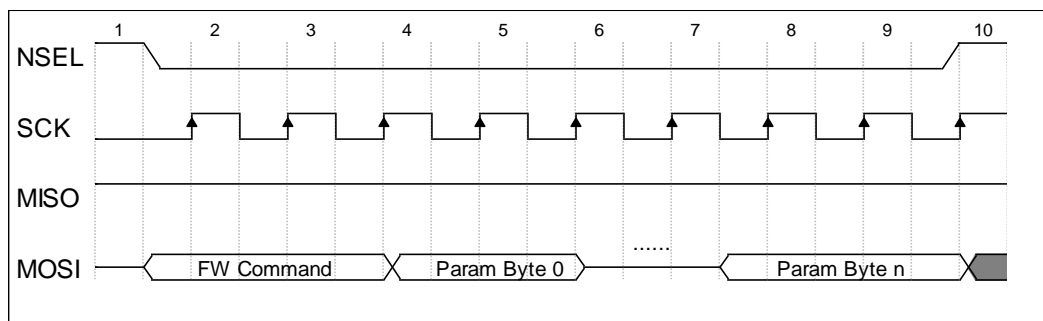 1 2 3 4 5 6 7 8 9 10
NSEL
SCK
MISO
......
MOSI FW Command Param Byte 0 Param Byte n